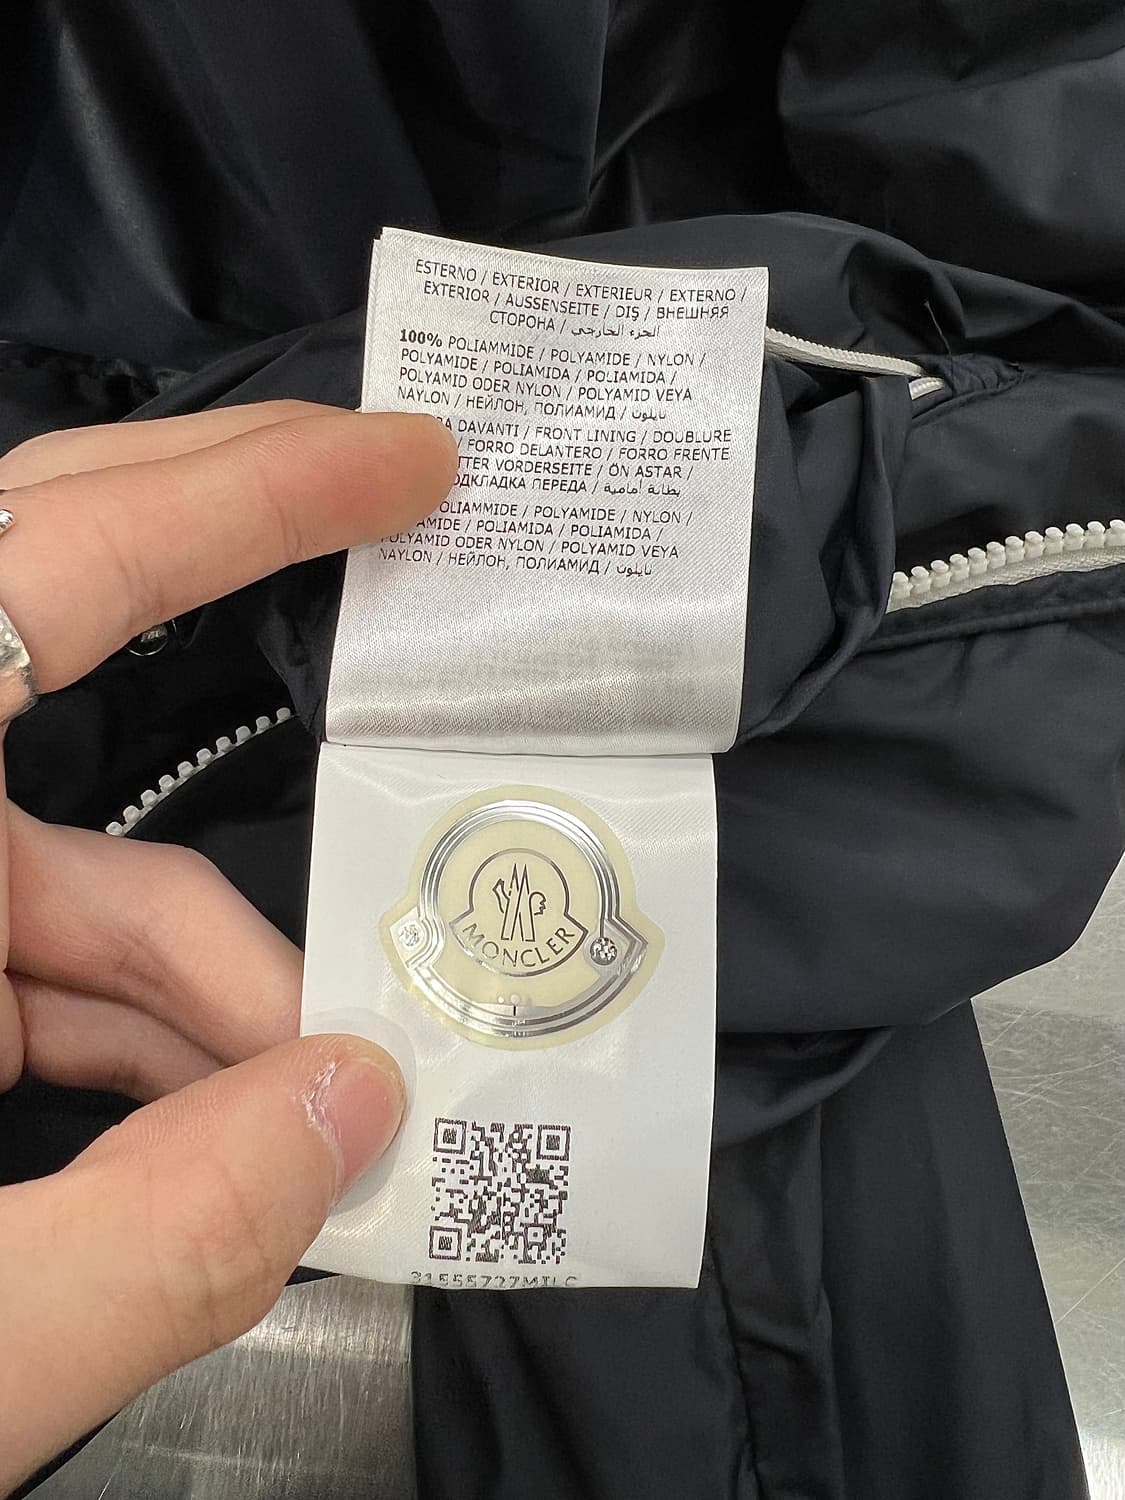 ESTERNO / EXTERIOR / EXTERIEUR / EXTERNO /
EXTERIOR / AUSSENSEITE / DIŞ / ВНЕШНЯЯ
СТОРОНА / الجزء الخارجي
100% POLIAMMIDE / POLYAMIDE / NYLON /
POLYAMIDE / POLIAMIDA / POLIAMIDA /
POLYAMID ODER NYLON / POLYAMID VEYA
NAYLON / НЕЙЛОН, ПОЛИАМИД / نايلون
DAVANTI / FRONT LINING / DOUBLURE
/ FORRO DELANTERO / FORRO FRENTE
VORDERSEITE / ÖN ASTAR /
ПЕРЕДА / بطانة أمامية
/ POLYAMIDE / NYLON /
/ POLIAMIDA / POLIAMIDA /
POLYAMID ODER NYLON / POLYAMID VEYA
NAYLON / НЕЙЛОН, ПОЛИАМИД / نايلون
MONCLER